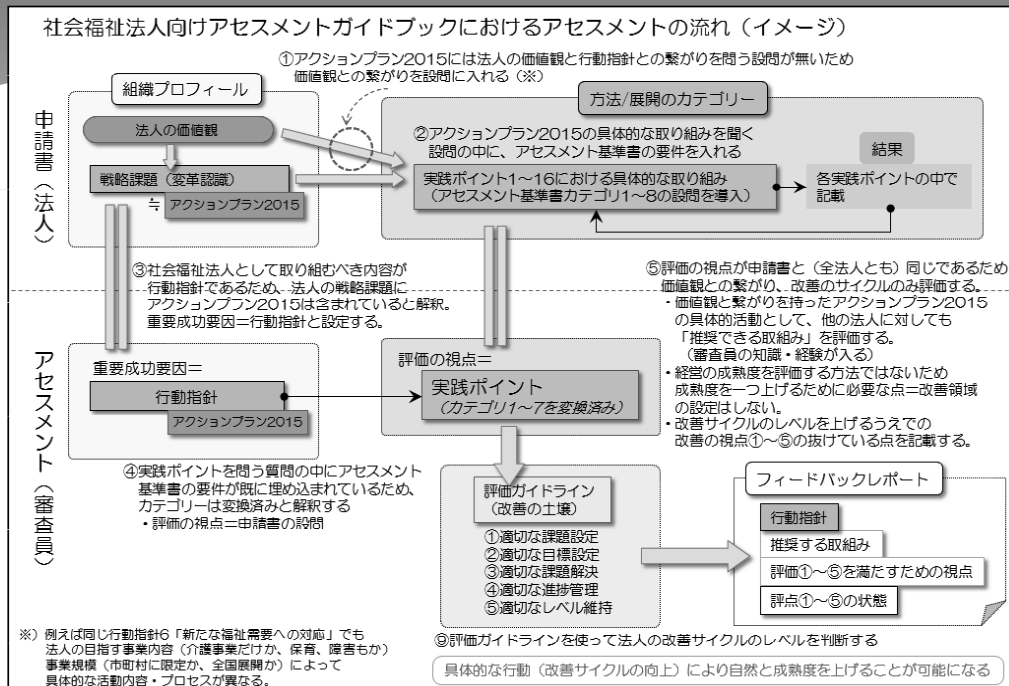 社会福祉法人向けアセスメントガイドブックにおけるアセスメントの流れ（イメージ）
①アクションプラン2015には法人の価値観と行動指針との繋がりを問う設問が無いため
価値観との繋がりを設問に入れる（※）
組織プロフィール
方法/展開のカテゴリー
申請書（法人）
法人の価値観
戦略課題（変革認識）
≒
アクションプラン2015
②アクションプラン2015の具体的な取り組みを聞く
設問の中に、アセスメント基準書の要件を入れる
実践ポイント1～16における具体的な取り組み
（アセスメント基準書カテゴリ1～8の設問を導入）
結果
各実践ポイントの中で
記載
③社会福祉法人として取り組むべき内容が
行動指針であるため、法人の戦略課題に
アクションプラン2015は含まれていると解釈。
重要成功要因=行動指針と設定する。
⑤評価の視点が申請書と（全法人とも）同じであるため
価値観との繋がり、改善のサイクルのみ評価する。
・価値観と繋がりを持ったアクションプラン2015
の具体的活動として、他の法人に対しても
「推奨できる取組み」を評価する。
（審査員の知識・経験が入る）
・経営の成熟度を評価する方法ではないため
成熟度を一つ上げるために必要な点=改善領域
の設定はしない。
・改善サイクルのレベルを上げるうえでの
改善の視点①～⑤の抜けている点を記載する。
アセスメント（審査員）
重要成功要因=
行動指針
アクションプラン2015
評価の視点=
実践ポイント
（カテゴリ1～7を変換済み）
④実践ポイントを問う質問の中にアセスメント
基準書の要件が既に埋め込まれているため、
カテゴリーは変換済みと解釈する
・評価の視点=申請書の設問
評価ガイドライン
（改善の土壌）
①適切な課題設定
②適切な目標設定
③適切な課題解決
④適切な進捗管理
⑤適切なレベル維持
フィードバックレポート
行動指針
推奨する取組み
評価①～⑤を満たすための視点
評点①～⑤の状態
※）例えば同じ行動指針6「新たな福祉需要への対応」でも
法人の目指す事業内容（介護事業だけか、保育、障害もか）
事業規模（市町村に限定か、全国展開か）によって
具体的な活動内容・プロセスが異なる。
⑨評価ガイドラインを使って法人の改善サイクルのレベルを判断する
具体的な行動（改善サイクルの向上）により自然と成熟度を上げることが可能になる